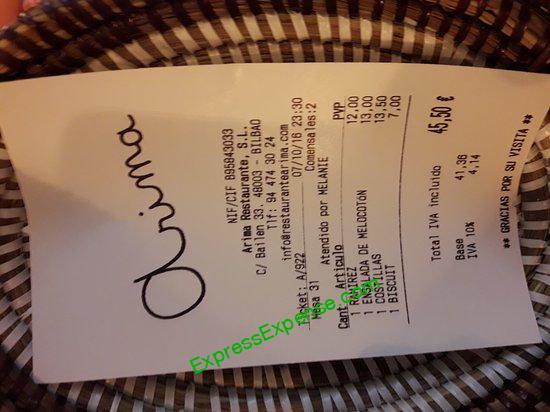 Arima
NIF/CIF B95843033
Arima Restaurante, S.L.
C/ Bailen 33, 48003 - BILBAO
Tlf: 94 474 30 24
info@restaurantearima.com
Ticket: A/922 07/10/16 23:30
Mesa 31 Comensales:2
Atendido por MELANIE
Cant. Articulo PVP
1 RAMIREZ 12,00
1 ENSALADA DE MELOCOTóN 13,00
1 COSTILLAS 13,50
1 BISCUIT 7,00
Total IVA incluido 45,50 €
Base 41,36
IVA 10% 4,14
** GRACIAS POR SU VISITA **
ExpressExpense.com